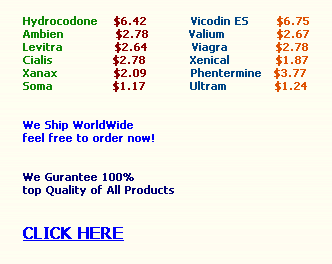 Hydrocodone $6.42 Vicodin ES $6.75
Ambien $2.78 Valium $2.67
Levitra $2.64 Viagra $2.78
Cialis $2.78 Xenical $1.87
Xanax $2.09 Phentermine $3.77
Soma $1.17 Ultram $1.24
We Ship WorldWide
feel free to order now!
We Gurantee 100%
top Quality of All Products
CLICK HERE